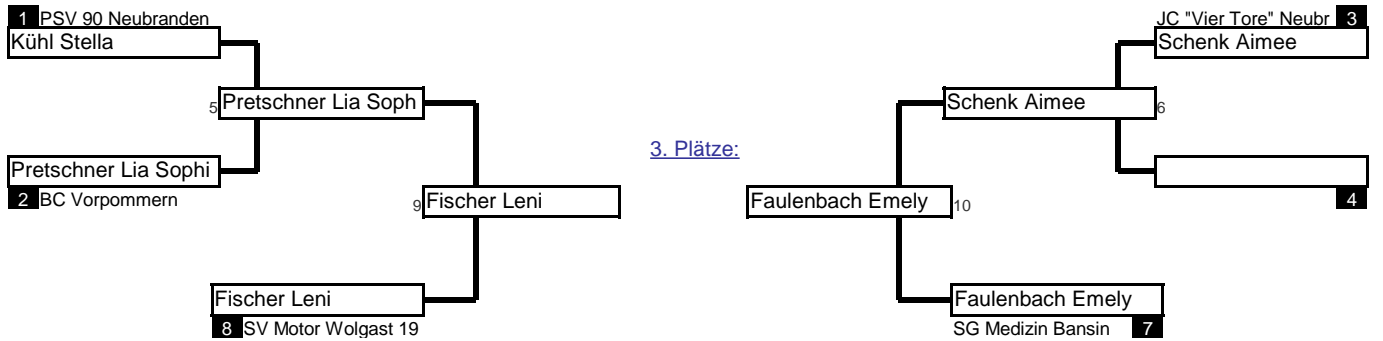 1 PSV 90 Neubranden
JC "Vier Tore" Neubr 3
Kühl Stella
Schenk Aimee
5 Pretschner Lia Soph
Schenk Aimee 6
3. Plätze:
Pretschner Lia Sophi
2 BC Vorpommern
4
9 Fischer Leni
Faulenbach Emely 10
Fischer Leni
Faulenbach Emely
8 SV Motor Wolgast 19
SG Medizin Bansin 7